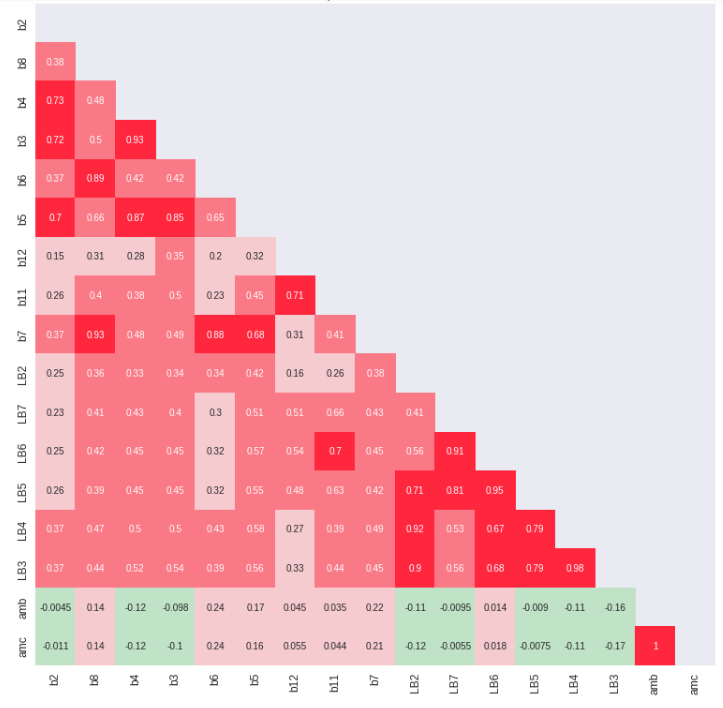 b2
b8 0.38
b4 0.73 0.48
b3 0.72 0.5 0.93
b6 0.37 0.89 0.42 0.42
b5 0.7 0.66 0.87 0.85 0.65
b12 0.15 0.31 0.28 0.35 0.2 0.32
b11 0.26 0.4 0.38 0.5 0.23 0.45 0.71
b7 0.37 0.93 0.48 0.49 0.88 0.68 0.31 0.41
LB2 0.25 0.36 0.33 0.34 0.34 0.42 0.16 0.26 0.38
LB7 0.23 0.41 0.43 0.4 0.3 0.51 0.51 0.66 0.43 0.41
LB6 0.25 0.42 0.45 0.45 0.32 0.57 0.54 0.7 0.45 0.56 0.91
LB5 0.26 0.39 0.45 0.45 0.32 0.55 0.48 0.63 0.42 0.71 0.81 0.95
LB4 0.37 0.47 0.5 0.5 0.43 0.58 0.27 0.39 0.49 0.92 0.53 0.67 0.79
LB3 0.37 0.44 0.52 0.54 0.39 0.56 0.33 0.44 0.45 0.9 0.56 0.68 0.79 0.98
amb -0.0045 0.14 -0.12 -0.098 0.24 0.17 0.045 0.035 0.22 -0.11 -0.0095 0.014 -0.009 -0.11 -0.16
amc -0.011 0.14 -0.12 -0.1 0.24 0.16 0.055 0.044 0.21 -0.12 -0.0055 0.018 -0.0075 -0.11 -0.17 1
b2 b8 b4 b3 b6 b5 b12 b11 b7 LB2 LB7 LB6 LB5 LB4 LB3 amb amc